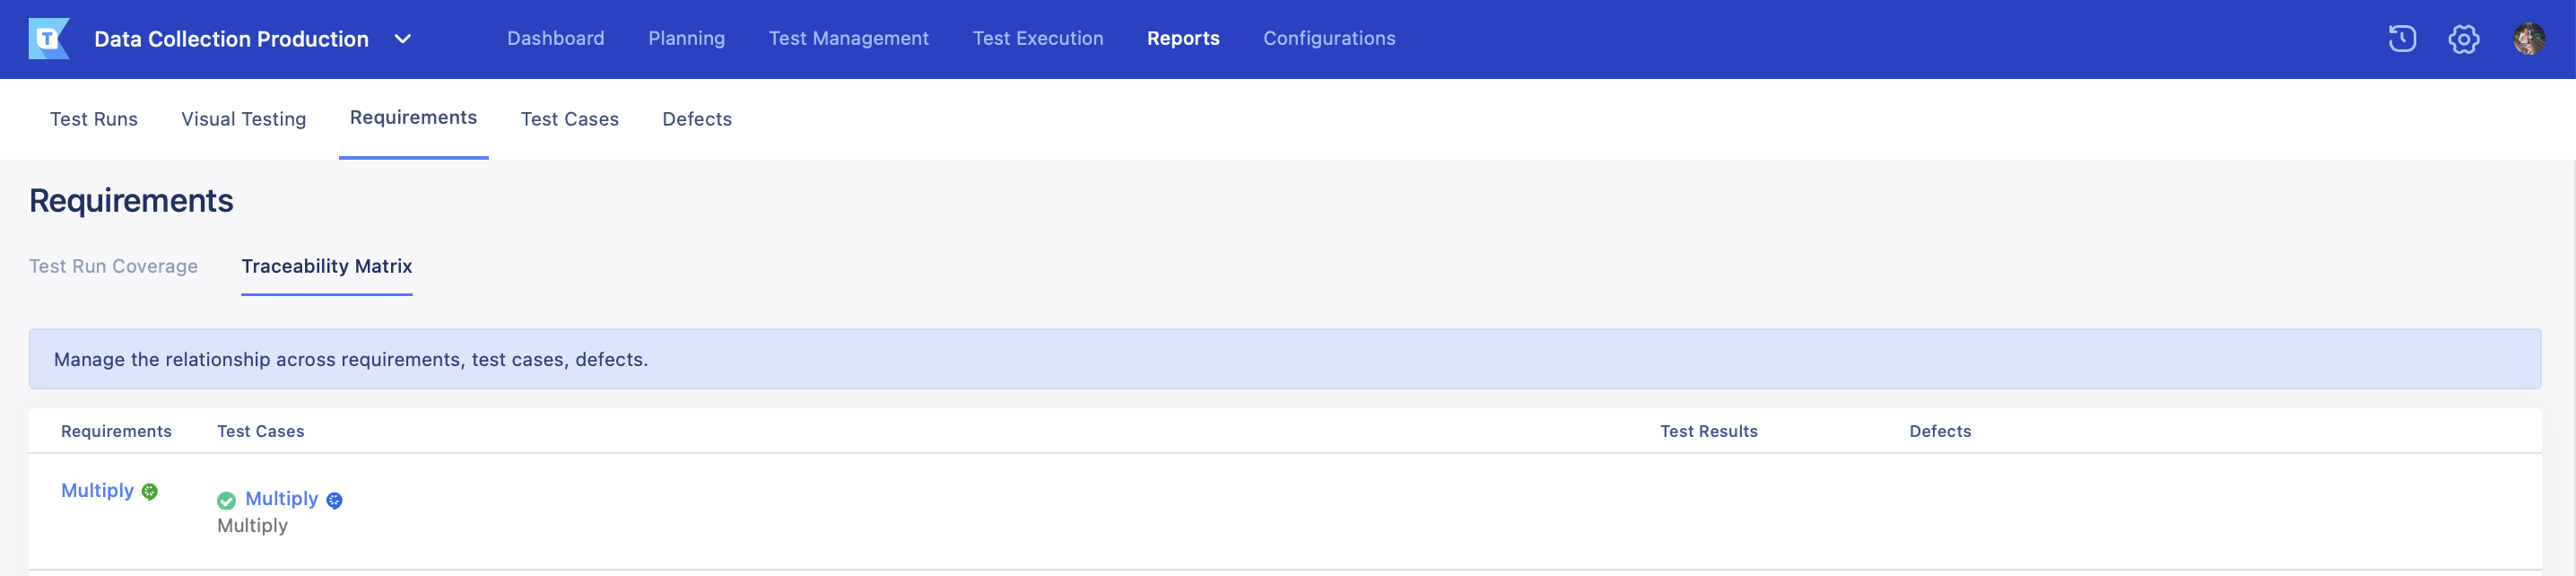 Data Collection Production Dashboard Planning Test Management Test Execution Reports Configurations
Test Runs Visual Testing Requirements Test Cases Defects
Requirements
Test Run Coverage Traceability Matrix
Manage the relationship across requirements, test cases, defects.
Requirements Test Cases Test Results Defects
Multiply Multiply
Multiply